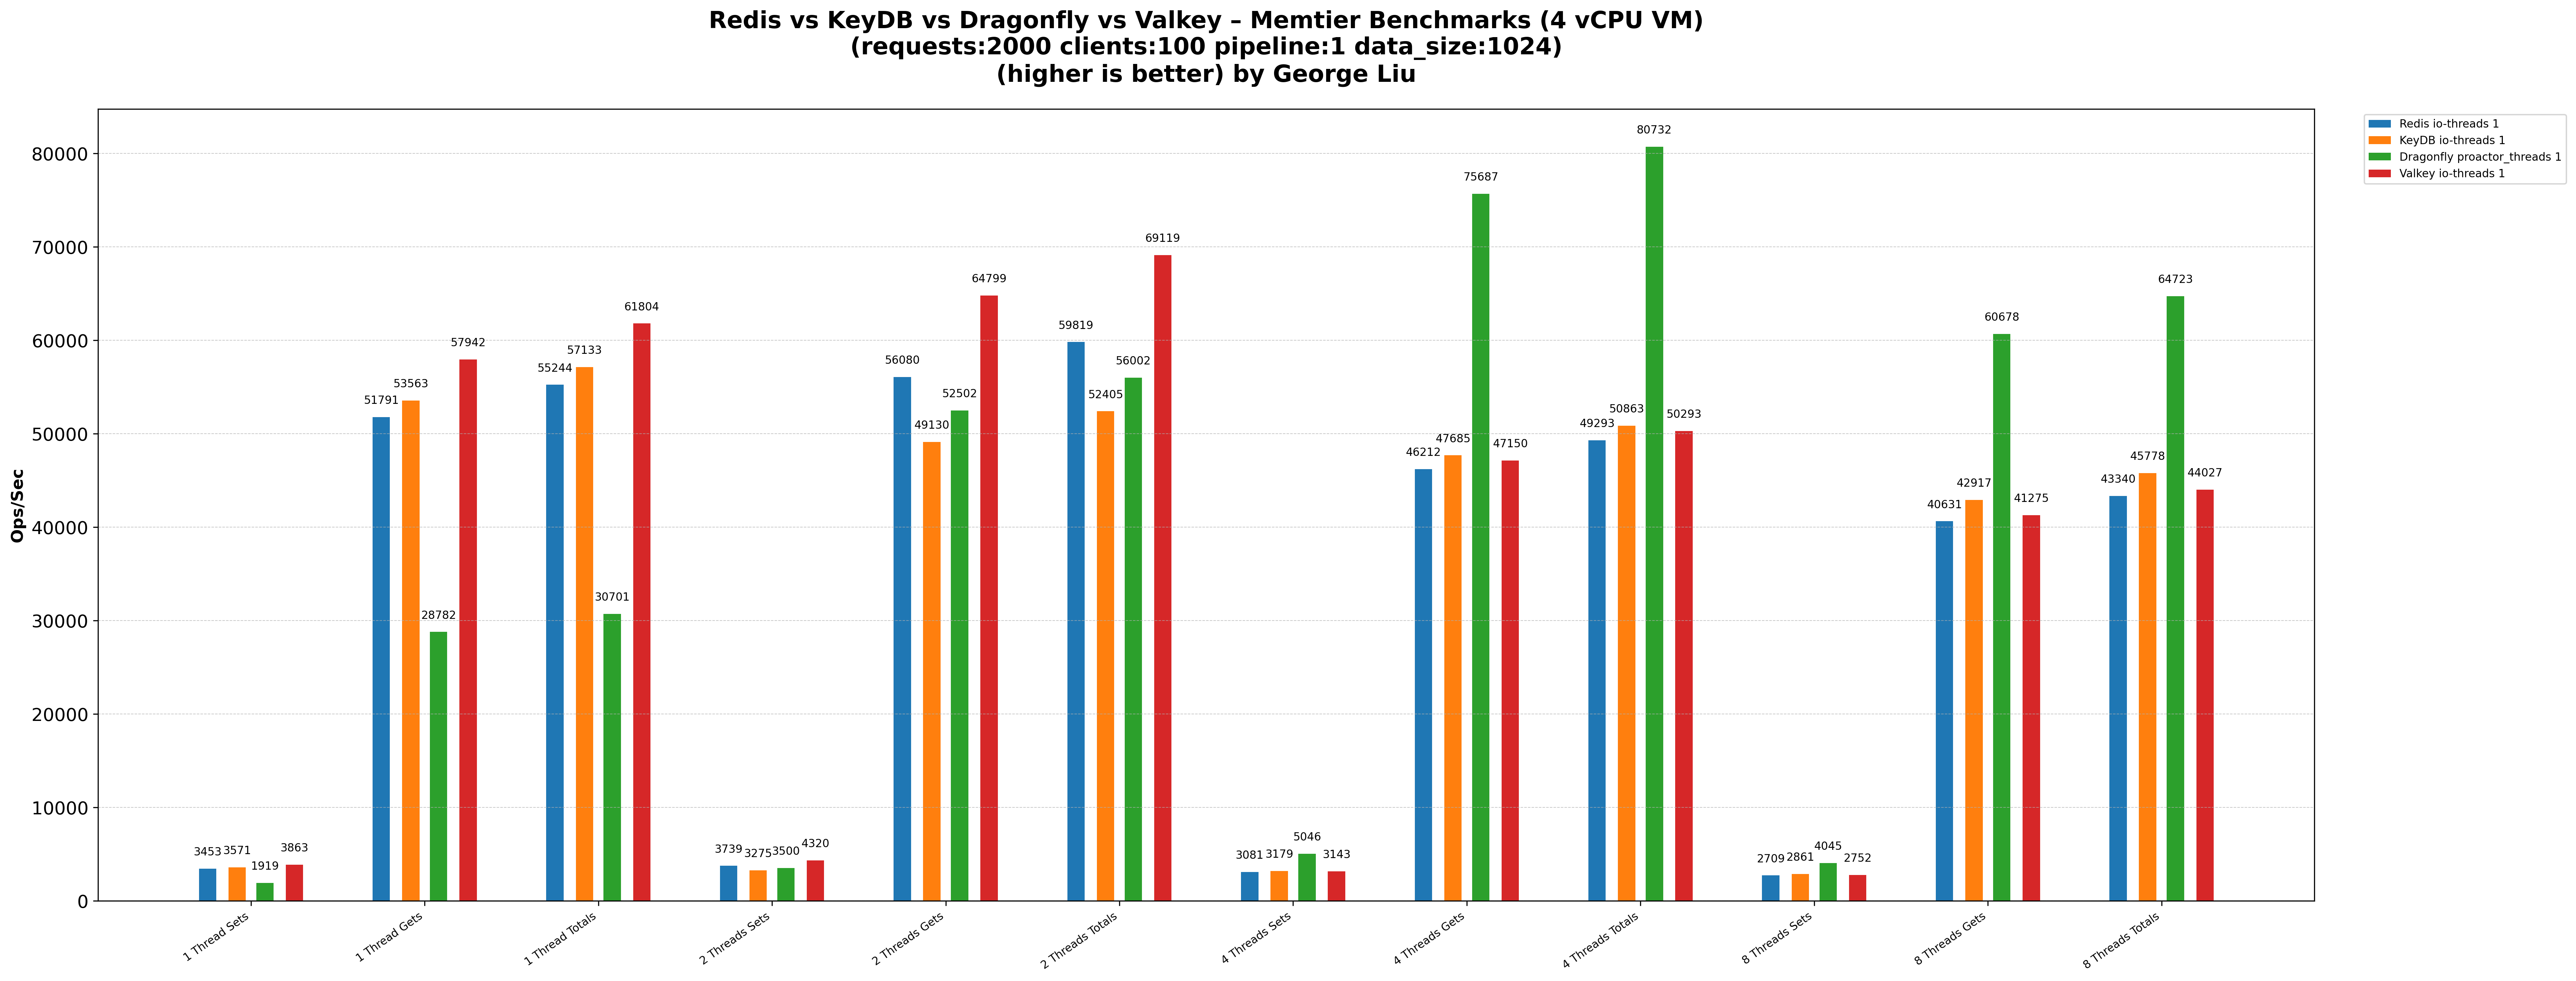 Redis vs KeyDB vs Dragonfly vs Valkey – Memtier Benchmarks (4 vCPU VM)
(requests:2000 clients:100 pipeline:1 data_size:1024)
(higher is better) by George Liu
Redis io-threads 1
KeyDB io-threads 1
Dragonfly proactor_threads 1
Valkey io-threads 1
Ops/Sec
80000
70000
60000
50000
40000
30000
20000
10000
0
3453 3571 1919 3863
51791 53563 28782 57942
55244 57133 30701 61804
3739 3275 3500 4320
56080 49130 52502 64799
59819 52405 56002 69119
3081 3179 5046 3143
46212 47685 75687 47150
49293 50863 80732 50293
2709 2861 4045 2752
40631 42917 60678 41275
43340 45778 64723 44027
1 Thread Sets
1 Thread Gets
1 Thread Totals
2 Threads Sets
2 Threads Gets
2 Threads Totals
4 Threads Sets
4 Threads Gets
4 Threads Totals
8 Threads Sets
8 Threads Gets
8 Threads Totals